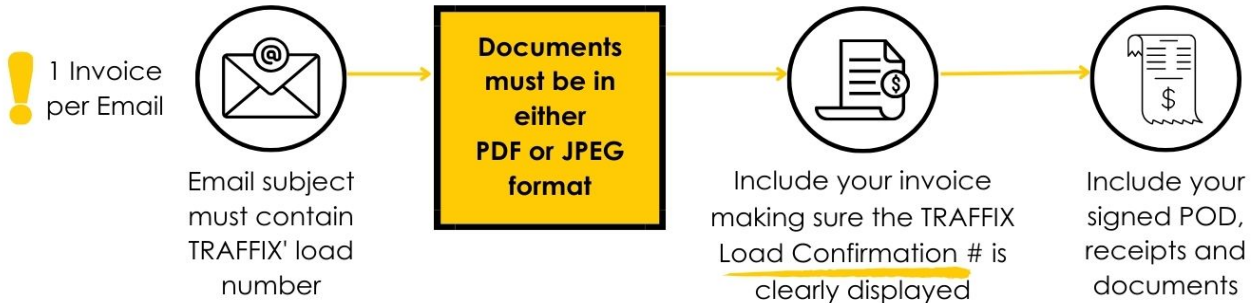 1 Invoice
per Email
@
Email subject
must contain
TRAFFIX' load
number
Documents
must be in
either
PDF or JPEG
format
$
Include your invoice
making sure the TRAFFIX
Load Confirmation # is
clearly displayed
$
Include your
signed POD,
receipts and
documents